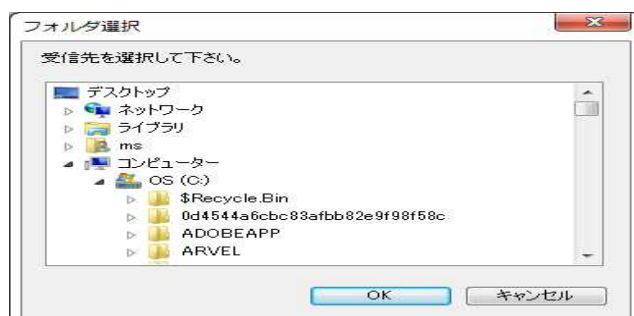 フォルダ選択
受信先を選択して下さい。
デスクトップ
ネットワーク
ライブラリ
ms
コンピューター
OS (C:)
$Recycle.Bin
0d4544a6cbc83afbb82e9f98f58c
ADOBEAPP
ARVEL
OK
キャンセル